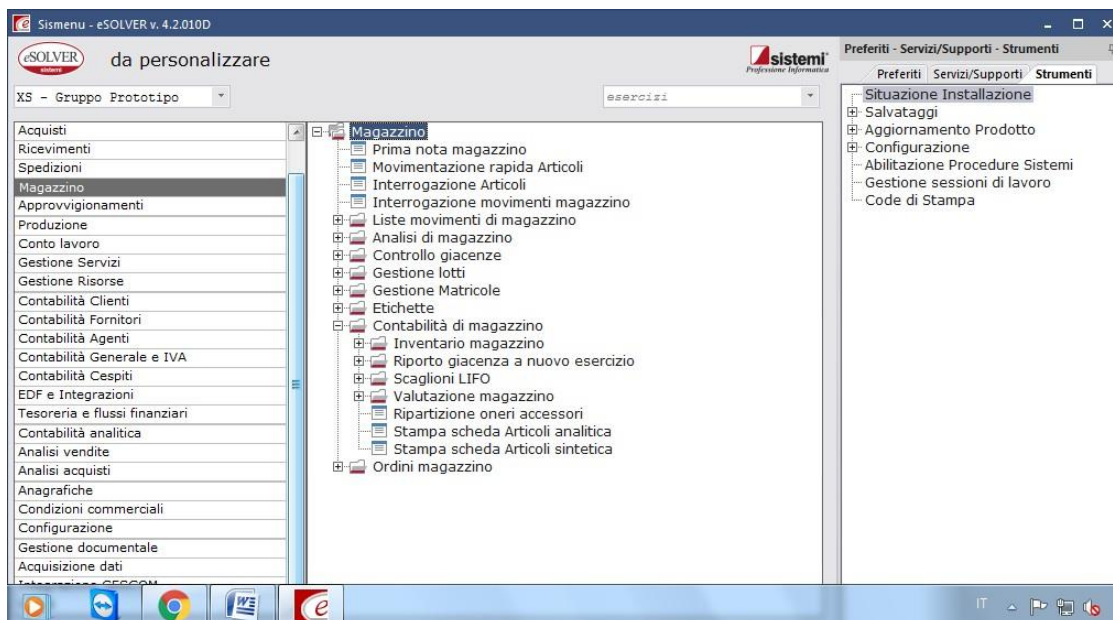 Sismenu - eSOLVER v. 4.2.010D
eSOLVER
sistemi
da personalizzare
sistemi
Professione Informatica
XS - Gruppo Prototipo
esercizi
Acquisti
Ricevimenti
Spedizioni
Magazzino
Approvvigionamenti
Produzione
Conto lavoro
Gestione Servizi
Gestione Risorse
Contabilità Clienti
Contabilità Fornitori
Contabilità Agenti
Contabilità Generale e IVA
Contabilità Cespiti
EDF e Integrazioni
Tesoreria e flussi finanziari
Contabilità analitica
Analisi vendite
Analisi acquisti
Anagrafiche
Condizioni commerciali
Configurazione
Gestione documentale
Acquisizione dati
Integrazione GESCOM
Magazzino
Prima nota magazzino
Movimentazione rapida Articoli
Interrogazione Articoli
Interrogazione movimenti magazzino
Liste movimenti di magazzino
Analisi di magazzino
Controllo giacenze
Gestione lotti
Gestione Matricole
Etichette
Contabilità di magazzino
Inventario magazzino
Riporto giacenza a nuovo esercizio
Scaglioni LIFO
Valutazione magazzino
Ripartizione oneri accessori
Stampa scheda Articoli analitica
Stampa scheda Articoli sintetica
Ordini magazzino
Preferiti - Servizi/Supporti - Strumenti
Preferiti Servizi/Supporti Strumenti
Situazione Installazione
Salvataggi
Aggiornamento Prodotto
Configurazione
Abilitazione Procedure Sistemi
Gestione sessioni di lavoro
Code di Stampa
IT